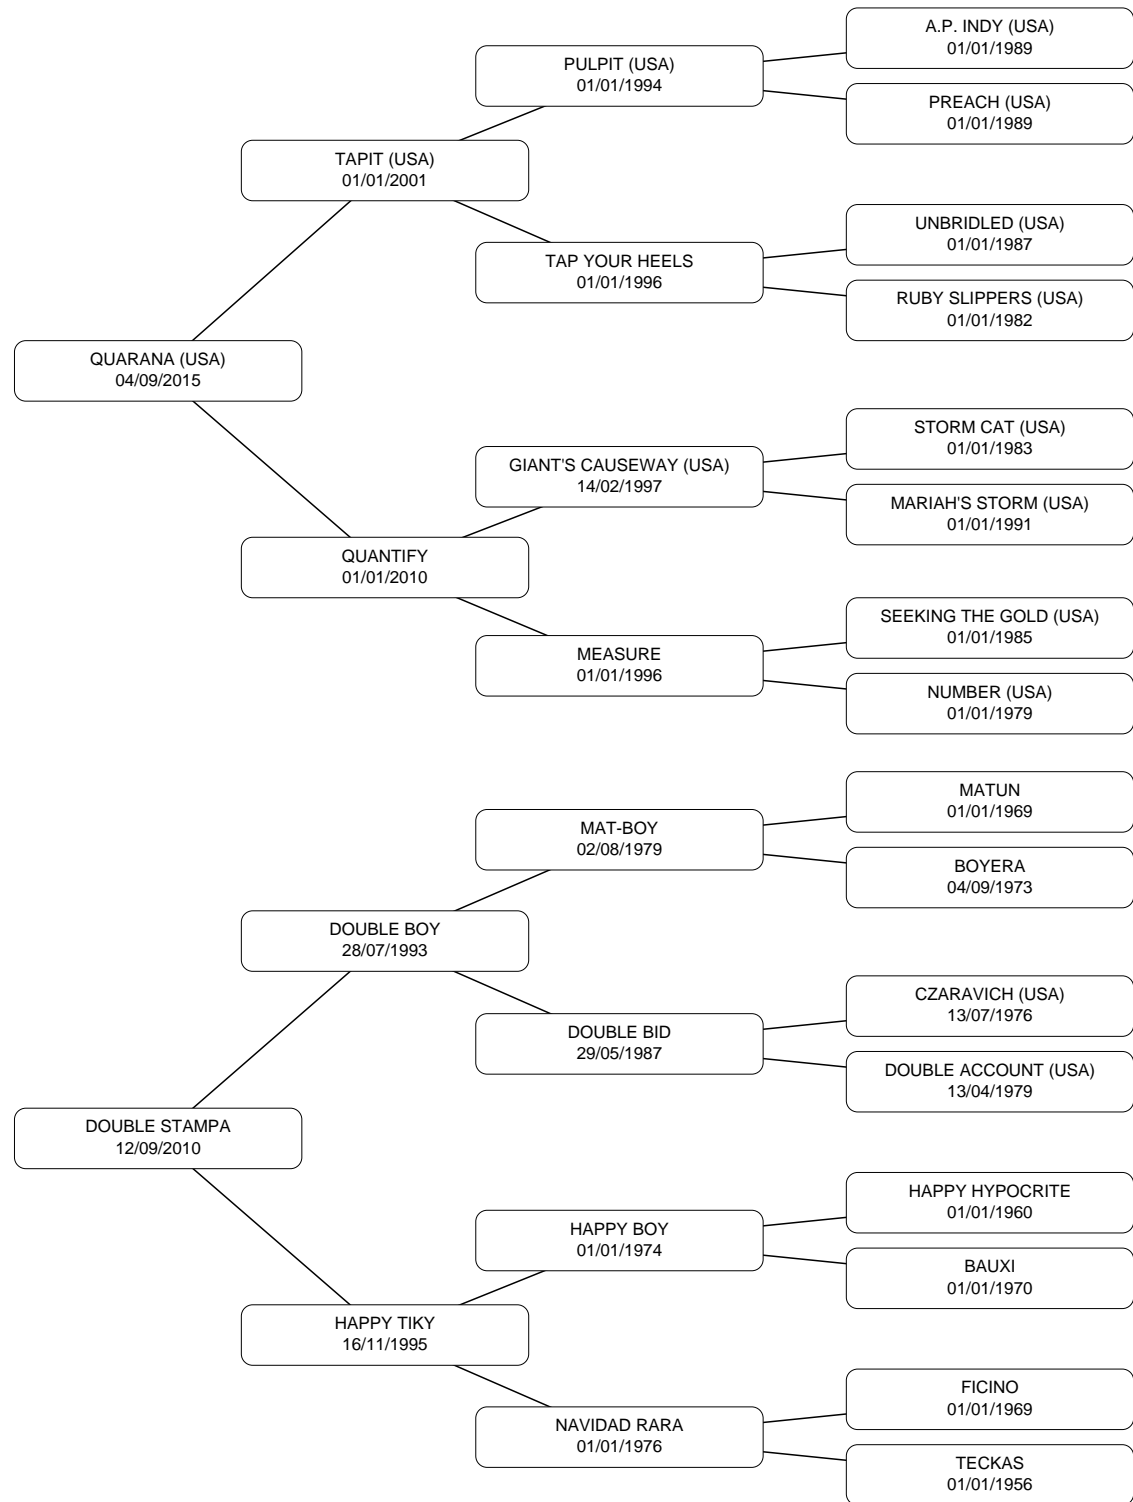 A.P. INDY (USA)
01/01/1989
PULPIT (USA)
01/01/1994
PREACH (USA)
01/01/1989
TAPIT (USA)
01/01/2001
UNBRIDLED (USA)
01/01/1987
TAP YOUR HEELS
01/01/1996
RUBY SLIPPERS (USA)
01/01/1982
QUARANA (USA)
04/09/2015
STORM CAT (USA)
01/01/1983
GIANT'S CAUSEWAY (USA)
14/02/1997
MARIAH'S STORM (USA)
01/01/1991
QUANTIFY
01/01/2010
SEEKING THE GOLD (USA)
01/01/1985
MEASURE
01/01/1996
NUMBER (USA)
01/01/1979
MATUN
01/01/1969
MAT-BOY
02/08/1979
BOYERA
04/09/1973
DOUBLE BOY
28/07/1993
CZARAVICH (USA)
13/07/1976
DOUBLE BID
29/05/1987
DOUBLE ACCOUNT (USA)
13/04/1979
DOUBLE STAMPA
12/09/2010
HAPPY HYPOCRITE
01/01/1960
HAPPY BOY
01/01/1974
BAUXI
01/01/1970
HAPPY TIKY
16/11/1995
FICINO
01/01/1969
NAVIDAD RARA
01/01/1976
TECKAS
01/01/1956